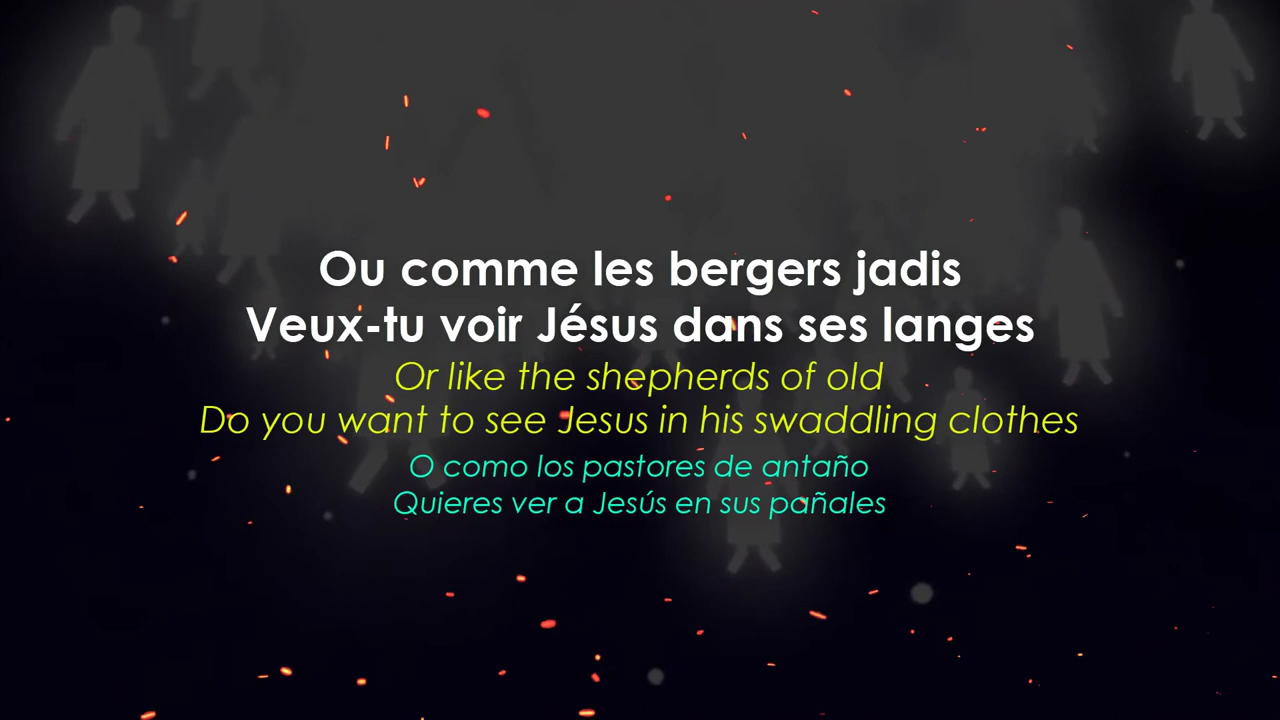 Ou comme les bergers jadis
Veux-tu voir Jésus dans ses langes
Or like the shepherds of old
Do you want to see Jesus in his swaddling clothes
O como los pastores de antaño
Quieres ver a Jesús en sus pañales